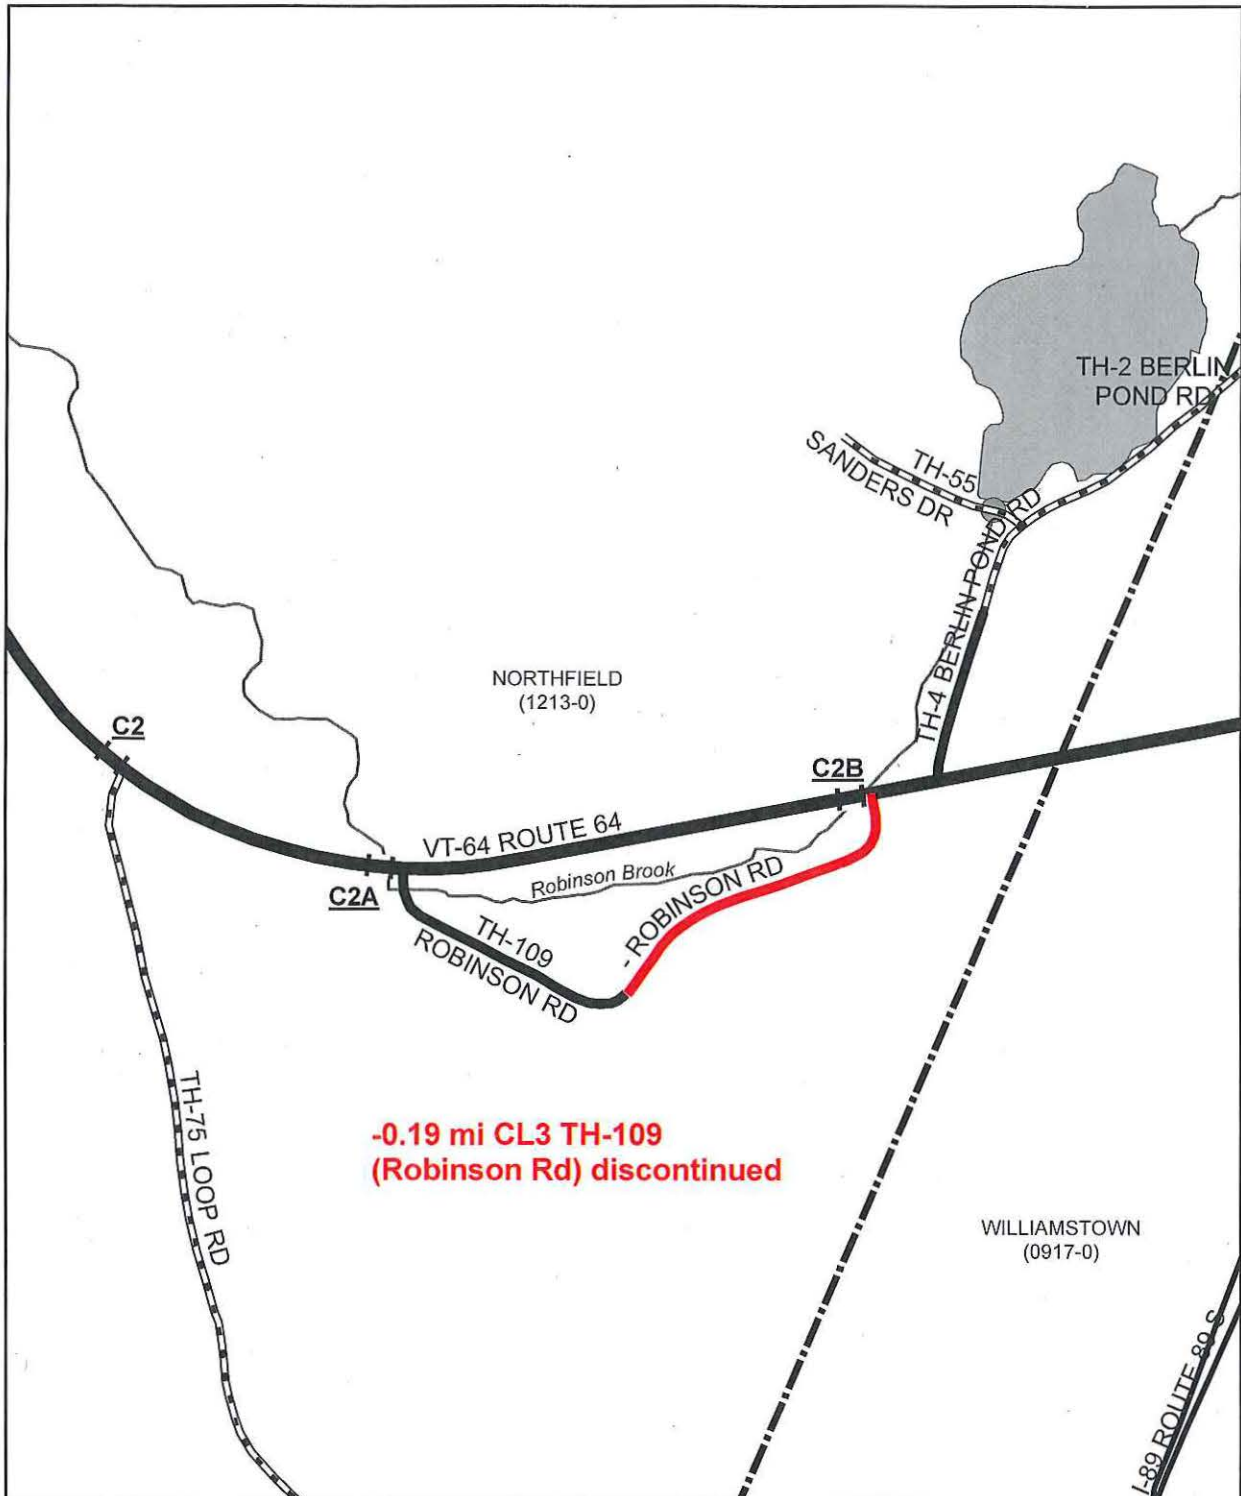 TH-2 BERLIN
POND RD
TH-55
SANDERS DR
TH-4 BERLIN POND RD
NORTHFIELD
(1213-0)
C2
C2B
VT-64 ROUTE 64
C2A
Robinson Brook
- ROBINSON RD
TH-109
ROBINSON RD
TH-75 LOOP RD
-0.19 mi CL3 TH-109
(Robinson Rd) discontinued
WILLIAMSTOWN
(0917-0)
I-89 ROUTE 89 S